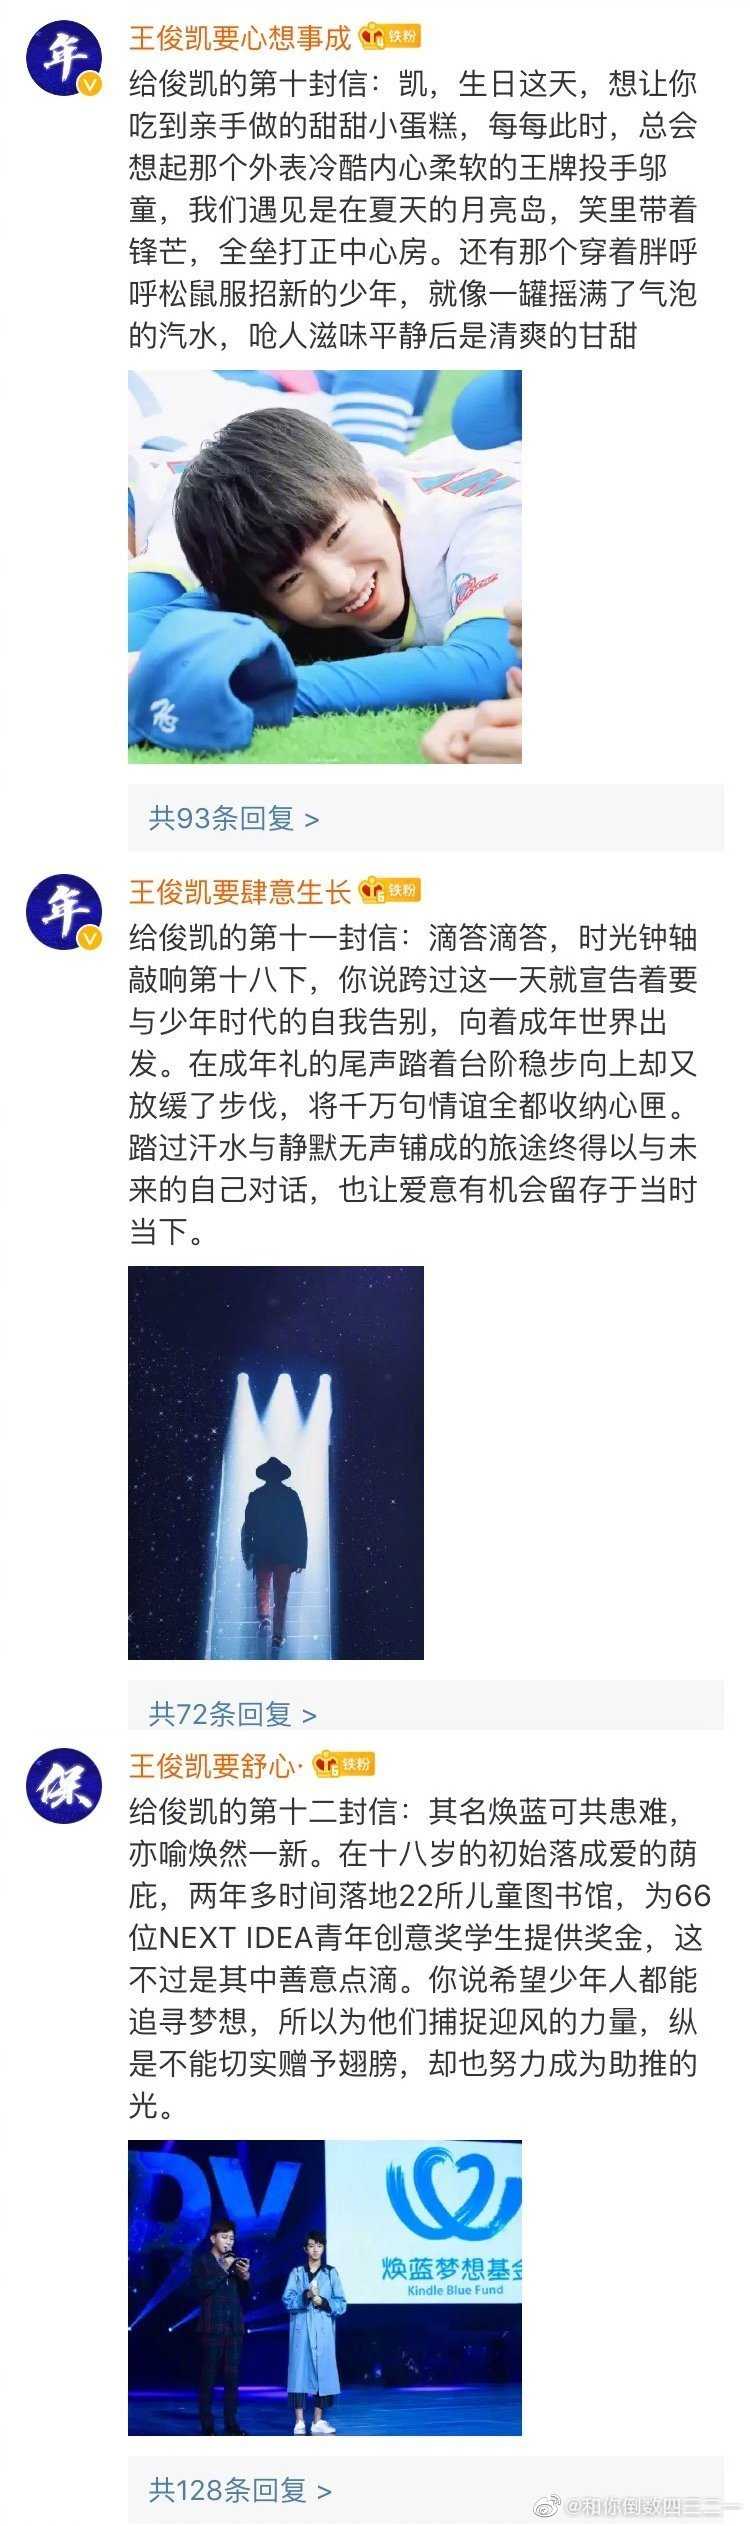 年
王俊凯要心想事成
铁粉
给俊凯的第十封信：凯，生日这天，想让你
吃到亲手做的甜甜小蛋糕，每每此时，总会
想起那个外表冷酷内心柔软的王牌投手邬
童，我们遇见是在夏天的月亮岛，笑里带着
锋芒，全垒打正中心房。还有那个穿着胖呼
呼松鼠服招新的少年，就像一罐摇满了气泡
的汽水，呛人滋味平静后是清爽的甘甜
共93条回复 >
年
王俊凯要肆意生长
铁粉
给俊凯的第十一封信：滴答滴答，时光钟轴
敲响第十八下，你说跨过这一天就宣告着要
与少年时代的自我告别，向着成年世界出
发。在成年礼的尾声踏着台阶稳步向上却又
放缓了步伐，将千万句情谊全都收纳心匣。
踏过汗水与静默无声铺成的旅途终得以与未
来的自己对话，也让爱意有机会留存于当时
当下。
共72条回复 >
保
王俊凯要舒心·
铁粉
给俊凯的第十二封信：其名焕蓝可共患难，
亦喻焕然一新。在十八岁的初始落成爱的荫
庇，两年多时间落地22所儿童图书馆，为66
位NEXT IDEA青年创意奖学生提供奖金，这
不过是其中善意点滴。你说希望少年人都能
追寻梦想，所以为他们捕捉迎风的力量，纵
是不能切实赠予翅膀，却也努力成为助推的
光。
DV
焕蓝梦想基金
Kindle Blue Fund
共128条回复 >
@和你倒数四三二一